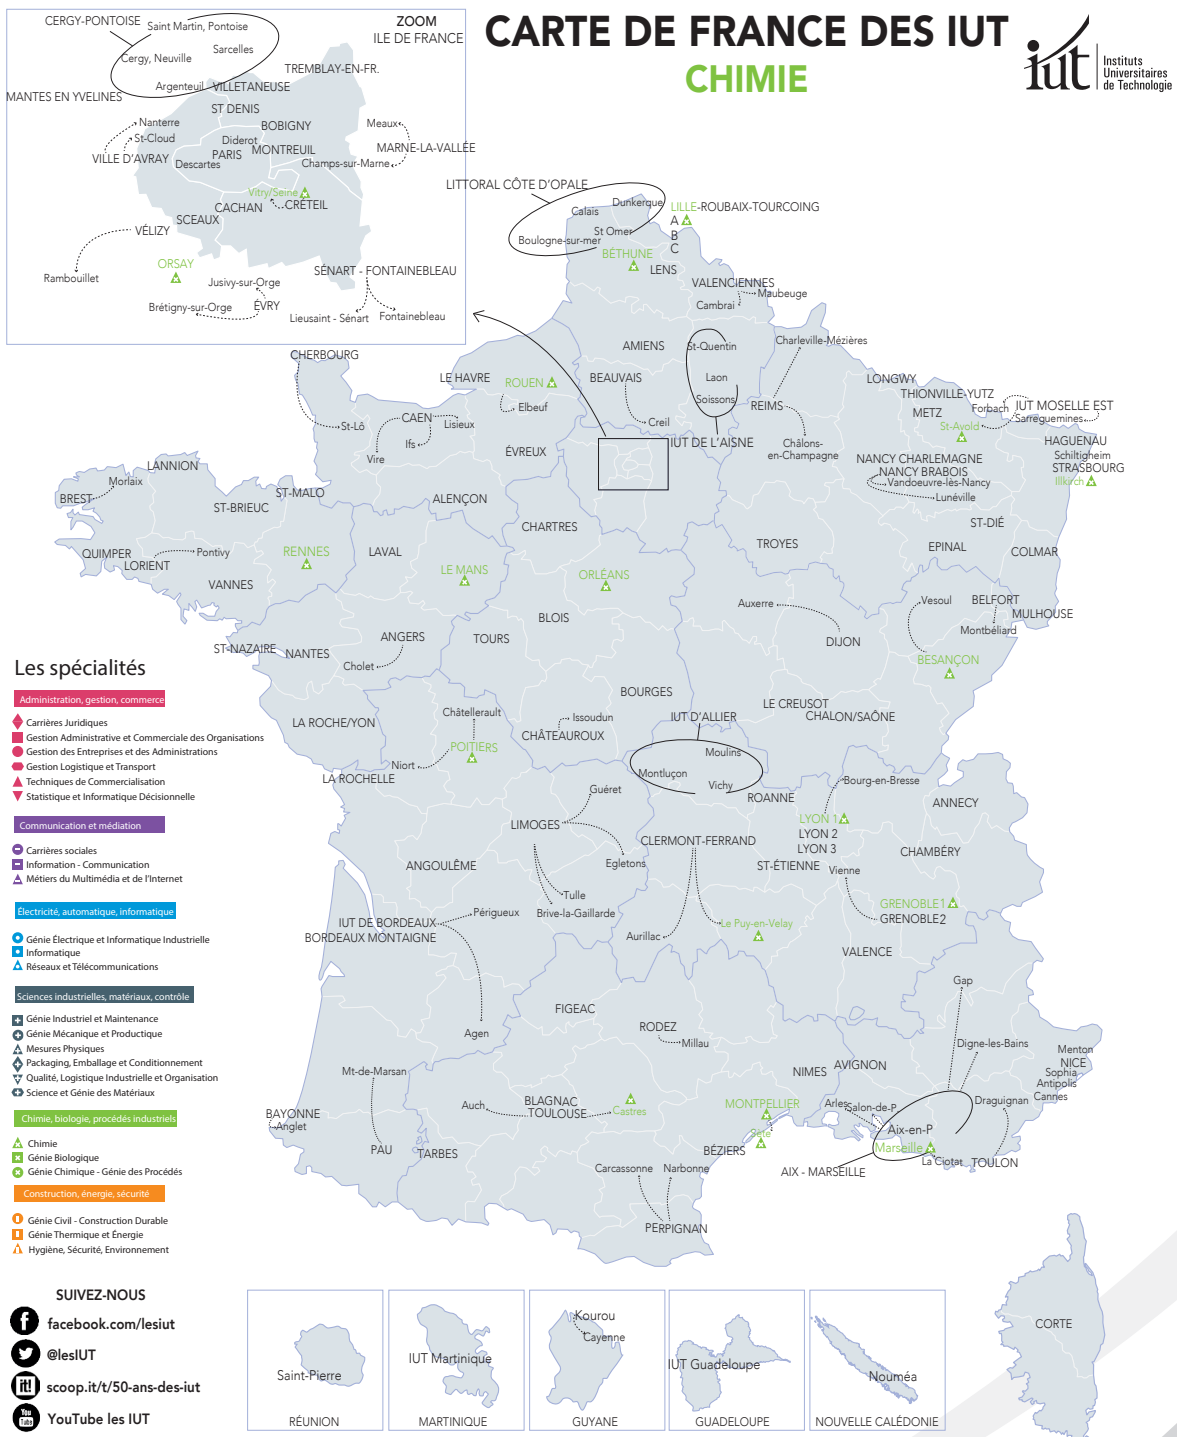 CARTE DE FRANCE DES IUT
CHIMIE
iut
Instituts
Universitaires
de Technologie
CERGY-PONTOISE
Saint Martin, Pontoise
Sarcelles
Cergy, Neuville
Argenteuil
ZOOM
ILE DE FRANCE
TREMBLAY-EN-FR.
VILLETANEUSE
MANTES EN YVELINES
ST DENIS
Nanterre
BOBIGNY
Meaux
St-Cloud
Diderot
PARIS
MONTREUIL
MARNE-LA-VALLÉE
VILLE D'AVRAY
Descartes
Champs-sur-Marne
Vitry/Seine
CACHAN
CRÉTEIL
SCEAUX
VÉLIZY
ORSAY
Rambouillet
Jusivy-sur-Orge
SÉNART - FONTAINEBLEAU
Brétigny-sur-Orge
ÉVRY
Lieusaint - Sénart
Fontainebleau
LITTORAL CÔTE D'OPALE
Calais
Dunkerque
St Omer
Boulogne-sur-mer
LILLE-ROUBAIX-TOURCOING
A
B
C
BÉTHUNE
LENS
VALENCIENNES
Maubeuge
Cambrai
AMIENS
St-Quentin
Charleville-Mézières
CHERBOURG
LE HAVRE
ROUEN
BEAUVAIS
Laon
LONGWY
THIONVILLE-YUTZ
Elbeuf
Soissons
REIMS
METZ
Forbach
IUT MOSELLE EST
Sarreguemines
St-Avold
St-Lô
CAEN
Lisieux
Creil
Ifs
IUT DE L'AISNE
Châlons-
en-Champagne
HAGUENAU
Schiltigheim
STRASBOURG
Illkirch
Vire
ÉVREUX
NANCY CHARLEMAGNE
NANCY BRABOIS
Vandoeuvre-lès-Nancy
Lunéville
LANNION
Morlaix
BREST
ST-MALO
ST-BRIEUC
ALENÇON
CHARTRES
ST-DIÉ
QUIMPER
LORIENT
Pontivy
RENNES
LAVAL
TROYES
EPINAL
COLMAR
VANNES
LE MANS
ORLÉANS
Auxerre
Vesoul
BELFORT
MULHOUSE
BLOIS
Montbéliard
ST-NAZAIRE
NANTES
ANGERS
TOURS
DIJON
Cholet
BESANÇON
BOURGES
LE CREUSOT
CHALON/SAÔNE
LA ROCHE/YON
Châtellerault
Issoudun
CHÂTEAUROUX
IUT D'ALLIER
POITIERS
Moulins
Niort
Montluçon
Vichy
LA ROCHELLE
Bourg-en-Bresse
Guéret
ROANNE
ANNECY
LIMOGES
LYON 1
LYON 2
LYON 3
CLERMONT-FERRAND
CHAMBÉRY
ANGOULÊME
Egletons
ST-ÉTIENNE
Vienne
Tulle
Brive-la-Gaillarde
GRENOBLE1
GRENOBLE2
Périgueux
IUT DE BORDEAUX
BORDEAUX MONTAIGNE
Aurillac
Le Puy-en-Velay
VALENCE
Gap
FIGEAC
Agen
RODEZ
Millau
Digne-les-Bains
Menton
NICE
Sophia
Antipolis
Cannes
Mt-de-Marsan
NIMES
AVIGNON
Draguignan
Auch
BLAGNAC
TOULOUSE
Castres
MONTPELLIER
Sète
Arles
Salon-de-P
Aix-en-P
Marseille
BAYONNE
Anglet
PAU
TARBES
BÉZIERS
La Ciotat
TOULON
AIX - MARSEILLE
Carcassonne
Narbonne
PERPIGNAN
CORTE
Les spécialités
Administration, gestion, commerce
Carrières Juridiques
Gestion Administrative et Commerciale des Organisations
Gestion des Entreprises et des Administrations
Gestion Logistique et Transport
Techniques de Commercialisation
Statistique et Informatique Décisionnelle
Communication et médiation
Carrières sociales
Information - Communication
Métiers du Multimédia et de l'Internet
Électricité, automatique, informatique
Génie Électrique et Informatique Industrielle
Informatique
Réseaux et Télécommunications
Sciences industrielles, matériaux, contrôle
Génie Industriel et Maintenance
Génie Mécanique et Productique
Mesures Physiques
Packaging, Emballage et Conditionnement
Qualité, Logistique Industrielle et Organisation
Science et Génie des Matériaux
Chimie, biologie, procédés industriels
Chimie
Génie Biologique
Génie Chimique - Génie des Procédés
Construction, énergie, sécurité
Génie Civil - Construction Durable
Génie Thermique et Énergie
Hygiène, Sécurité, Environnement
SUIVEZ-NOUS
facebook.com/lesiut
@lesIUT
it!
scoop.it/t/50-ans-des-iut
You
Tube
YouTube les IUT
Saint-Pierre
RÉUNION
IUT Martinique
MARTINIQUE
Kourou
Cayenne
GUYANE
IUT Guadeloupe
GUADELOUPE
Nouméa
NOUVELLE CALÉDONIE